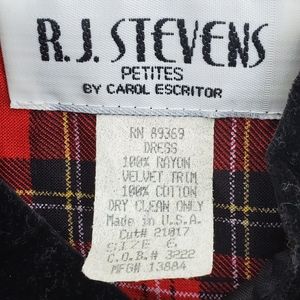 R.J. STEVENS
PETITES
BY CAROL ESCRITOR
RN 89369
DRESS
100% RAYON
VELVET TRIM
100% COTTON
DRY CLEAN ONLY
Made in U.S.A.
Cut# 21017
SIZE 6
C.O.B.# 3222
MFG# 13884